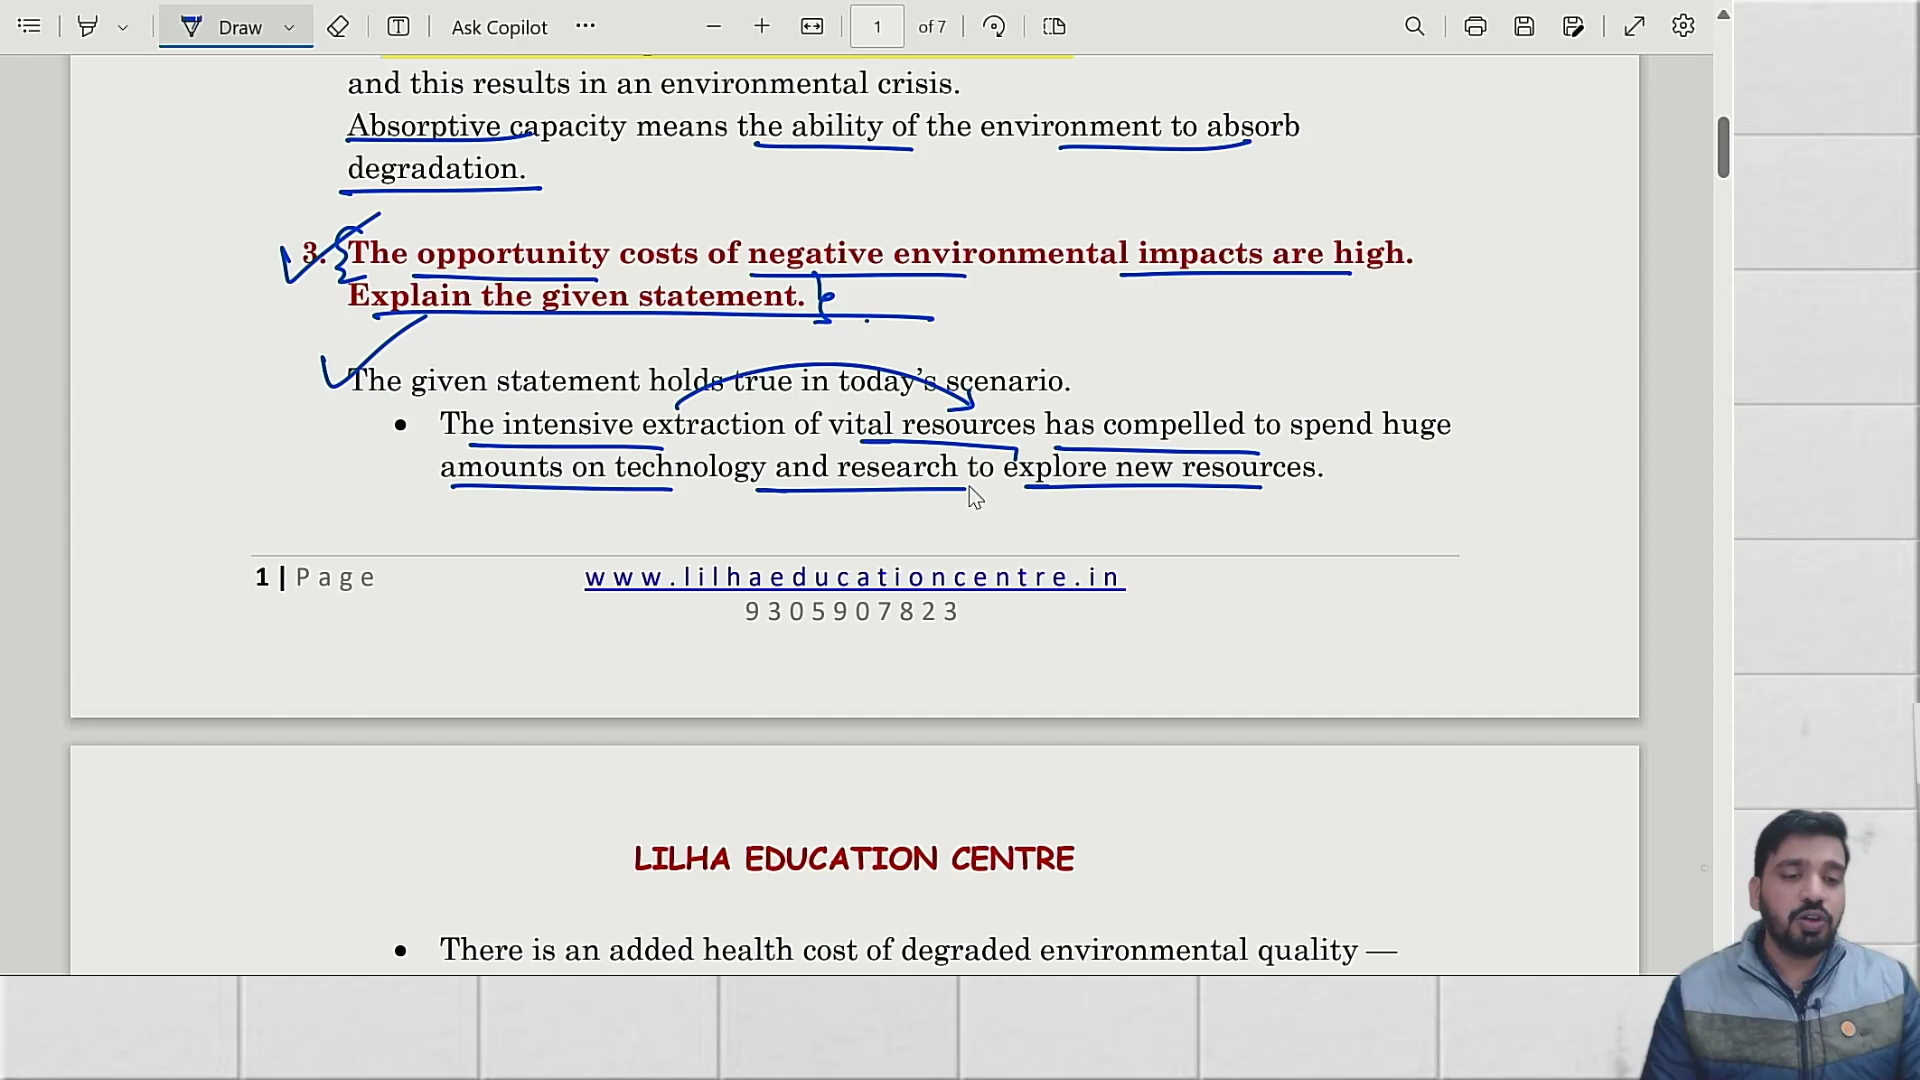 Draw
Ask Copilot
1 of 7
and this results in an environmental crisis.
Absorptive capacity means the ability of the environment to absorb
degradation.
3. The opportunity costs of negative environmental impacts are high.
Explain the given statement.
The given statement holds true in today's scenario.
• The intensive extraction of vital resources has compelled to spend huge
amounts on technology and research to explore new resources.
1 | Page
www.lilhaeducationcentre.in
9305907823
LILHA EDUCATION CENTRE
• There is an added health cost of degraded environmental quality —